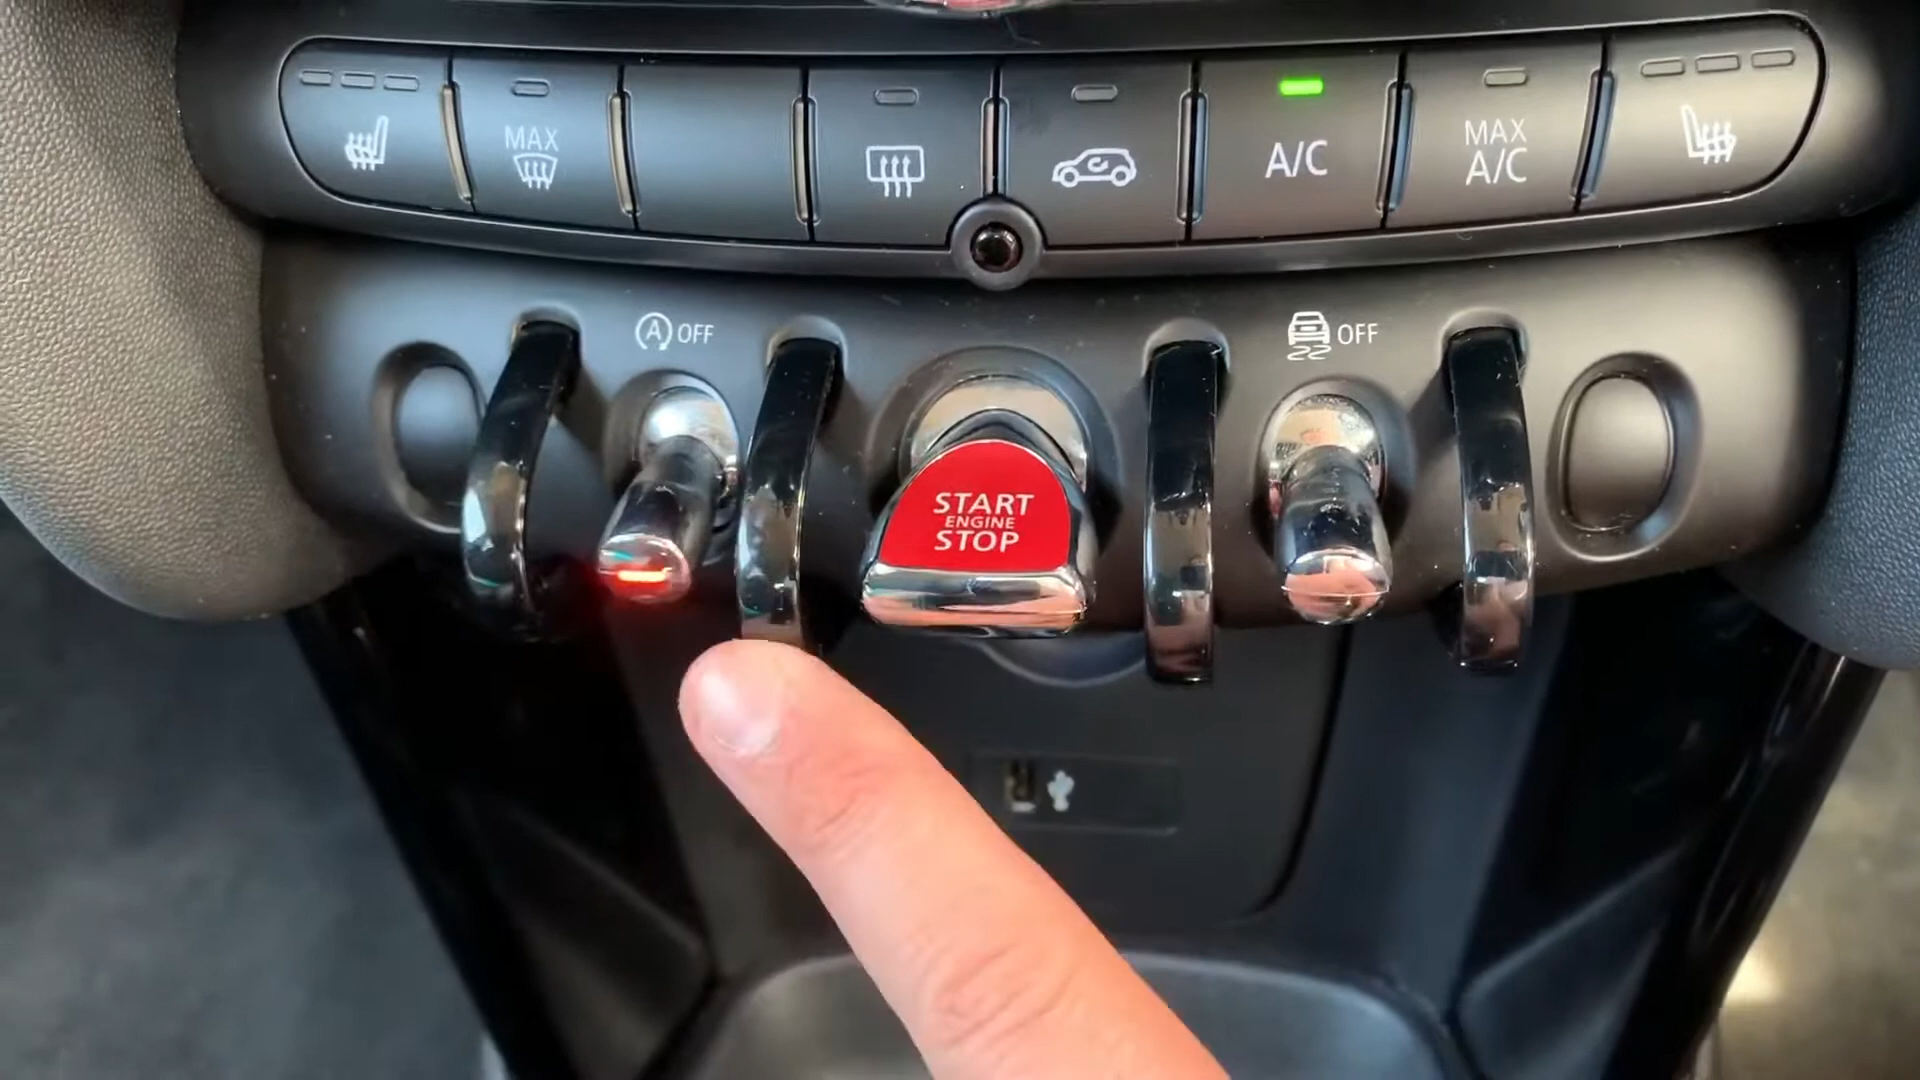 MAX
A/C
MAX
A/C
A OFF
OFF
START
ENGINE
STOP